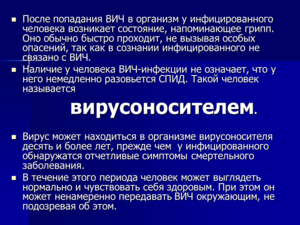 После попадания ВИЧ в организм у инфицированного
человека возникает состояние, напоминающее грипп.
Оно обычно быстро проходит, не вызывая особых
опасений, так как в сознании инфицированного не
связано с ВИЧ.
Наличие у человека ВИЧ-инфекции не означает, что у
него немедленно разовьется СПИД. Такой человек
называется
вирусоносителем.
Вирус может находиться в организме вирусоносителя
десять и более лет, прежде чем у инфицированного
обнаружатся отчетливые симптомы смертельного
заболевания.
В течение этого периода человек может выглядеть
нормально и чувствовать себя здоровым. При этом он
может ненамеренно передавать ВИЧ окружающим, не
подозревая об этом.